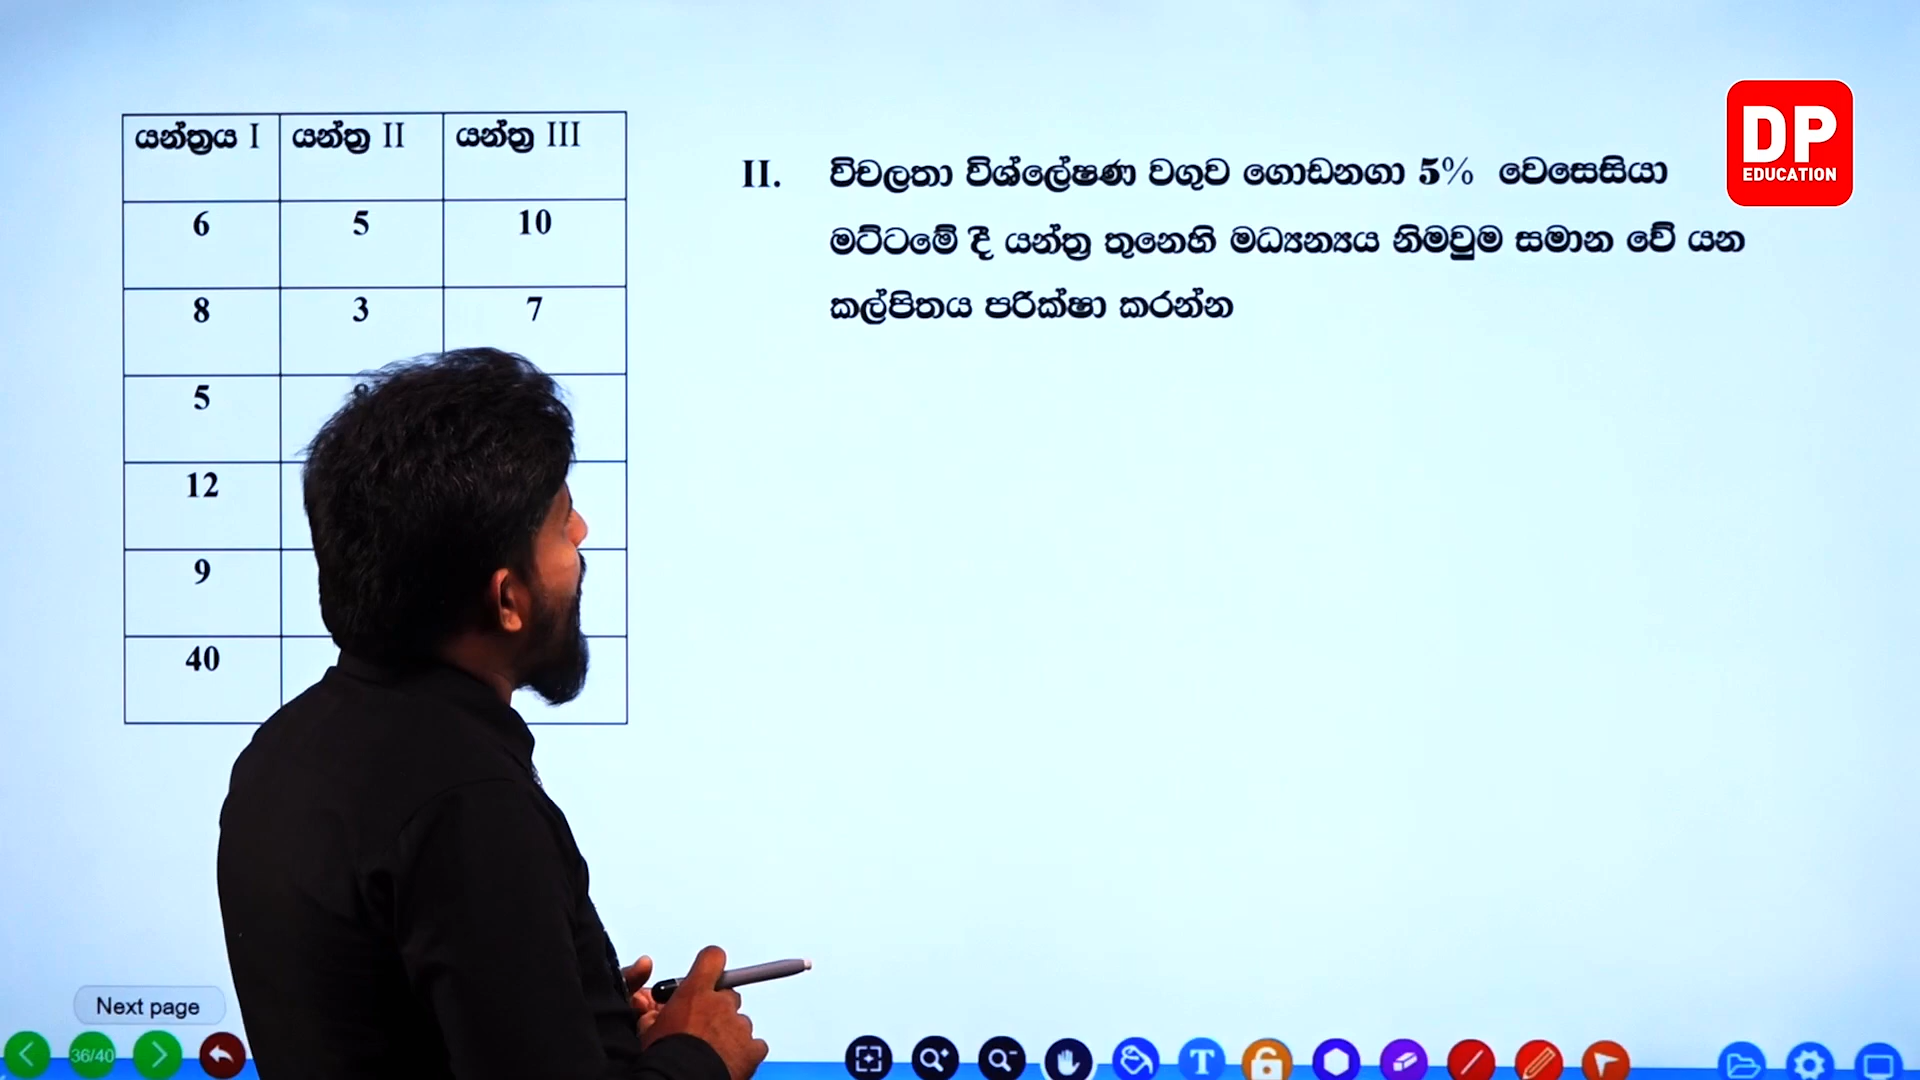 DP
EDUCATION
යන්ත්‍රය I යන්ත්‍ර II යන්ත්‍ර III
6 5 10
8 3 7
5
12
9
40
II. විචලතා විශ්ලේෂණ වගුව ගොඩනගා 5% වෙසෙසියා
මට්ටමේ දී යන්ත්‍ර තුනෙහි මධ්‍යන්‍යය නිමවුම සමාන වේ යන
කල්පිතය පරික්ෂා කරන්න
Next page
36/40
T